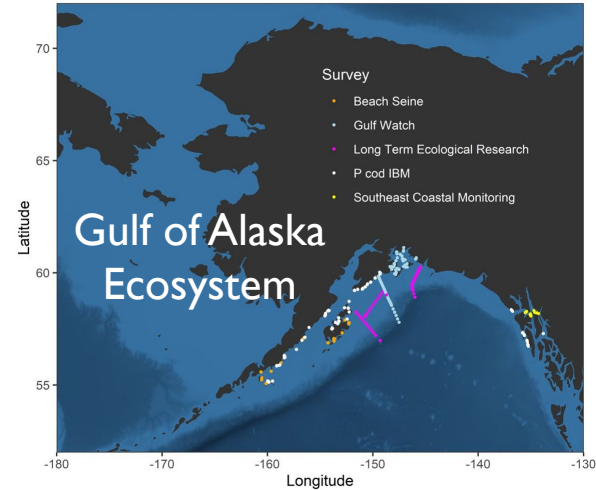 70
65
60
55
Latitude
Survey
Beach Seine
Gulf Watch
Long Term Ecological Research
P cod IBM
Southeast Coastal Monitoring
Gulf of Alaska
Ecosystem
-180
-170
-160
-150
-140
-130
Longitude